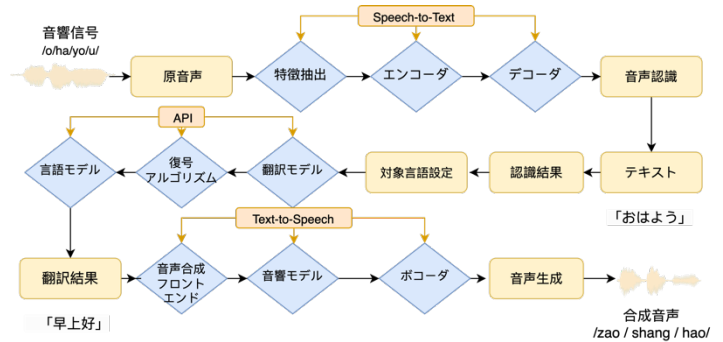 Speech-to-Text
音響信号
/o/ha/yo/u/
原音声
特徴抽出
エンコーダ
デコーダ
音声認識
API
言語モデル
復号
アルゴリズム
翻訳モデル
対象言語設定
認識結果
テキスト
「おはよう」
Text-to-Speech
翻訳結果
「早上好」
音声合成
フロント
エンド
音響モデル
ボコーダ
音声生成
合成音声
/zao / shang / hao/